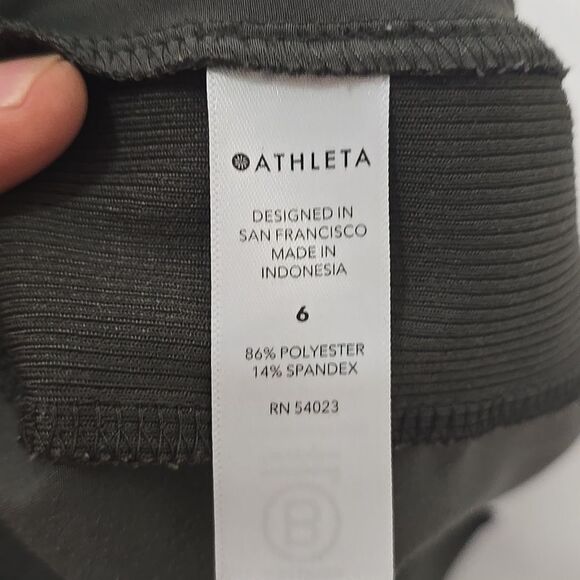 ATHLETA
DESIGNED IN
SAN FRANCISCO
MADE IN
INDONESIA
6
86% POLYESTER
14% SPANDEX
RN 54023
B